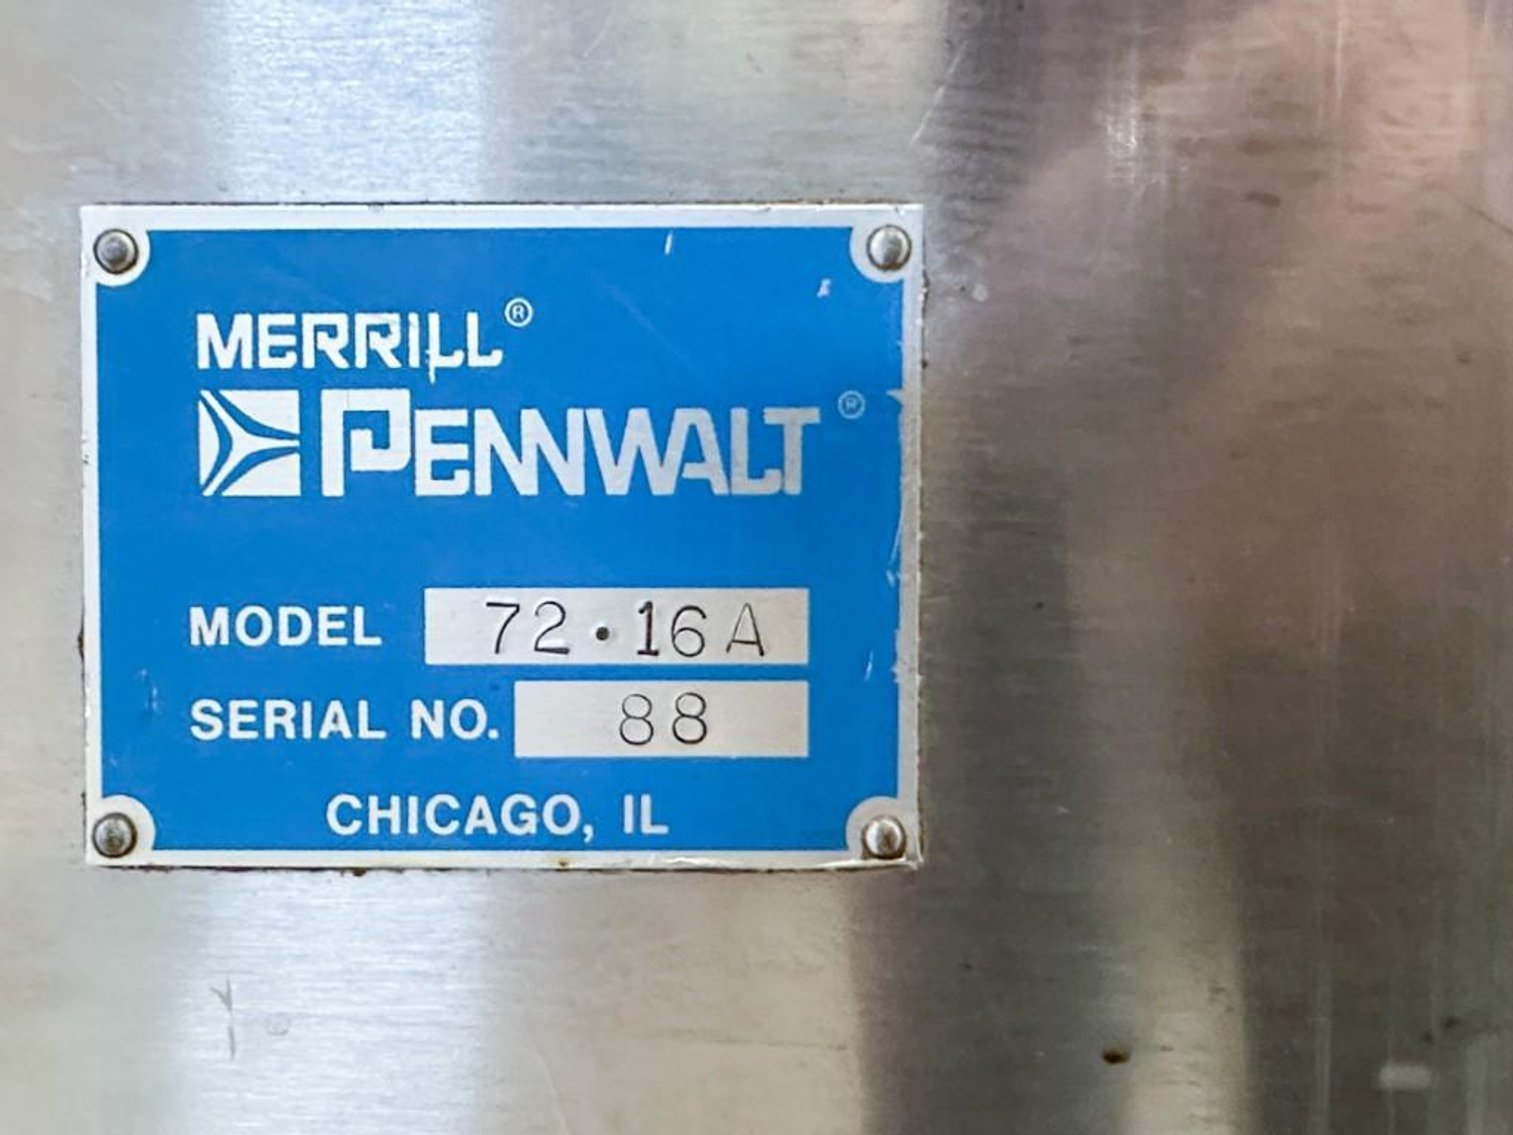 MERRILL®
PENNWALT®
MODEL 72·16A
SERIAL NO. 88
CHICAGO, IL